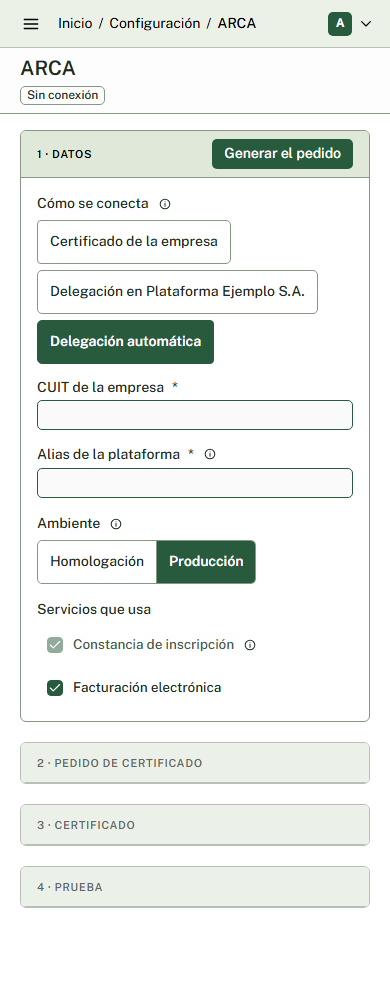 Inicio / Configuración / ARCA
A
ARCA
Sin conexión
1 · DATOS
Generar el pedido
Cómo se conecta
Certificado de la empresa
Delegación en Plataforma Ejemplo S.A.
Delegación automática
CUIT de la empresa *
Alias de la plataforma *
Ambiente
Homologación
Producción
Servicios que usa
Constancia de inscripción
Facturación electrónica
2 · PEDIDO DE CERTIFICADO
3 · CERTIFICADO
4 · PRUEBA